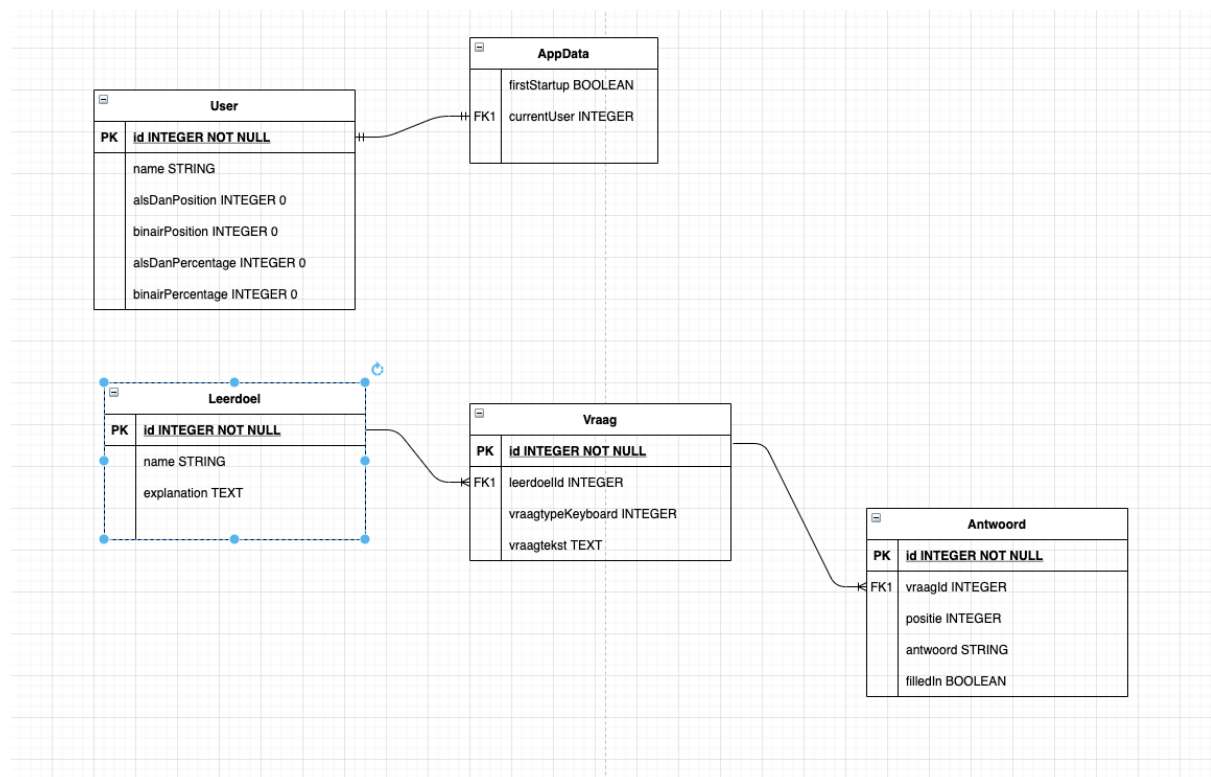 AppData
firstStartup BOOLEAN
FK1 currentUser INTEGER
User
PK id INTEGER NOT NULL
name STRING
alsDanPosition INTEGER 0
binairPosition INTEGER 0
alsDanPercentage INTEGER 0
binairPercentage INTEGER 0
Leerdoel
PK id INTEGER NOT NULL
name STRING
explanation TEXT
Vraag
PK id INTEGER NOT NULL
FK1 leerdoelId INTEGER
vraagtypeKeyboard INTEGER
vraagtekst TEXT
Antwoord
PK id INTEGER NOT NULL
FK1 vraagId INTEGER
positie INTEGER
antwoord STRING
filledIn BOOLEAN